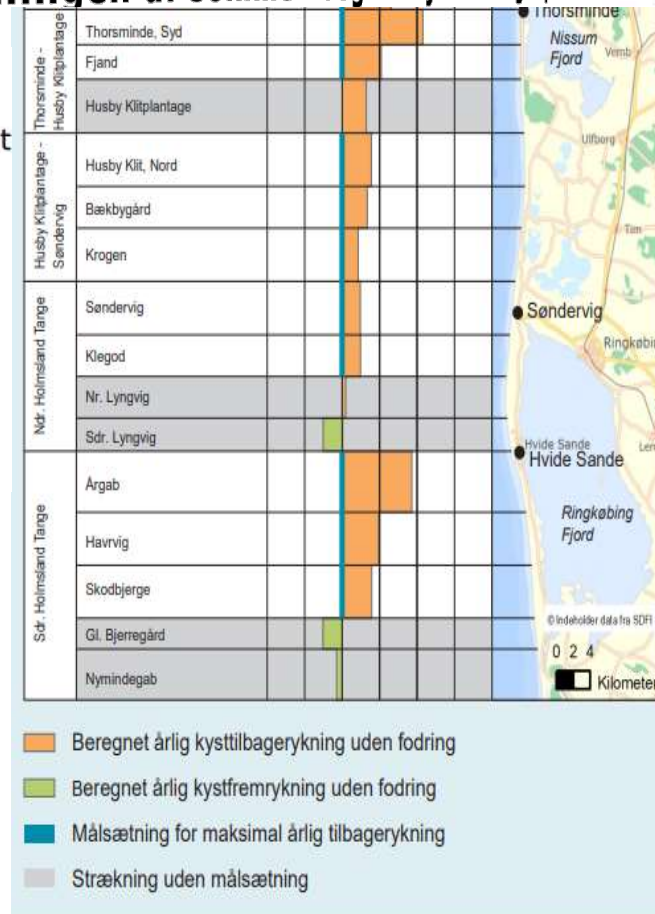 Thorsminde -
Husby Klitplantage
Thorsminde, Syd
Fjand
Husby Klitplantage
Husby Klitplantage -
Søndervig
Husby Klit, Nord
Bækbygård
Krogen
Ndr. Holmsland Tange
Søndervig
Klegod
Nr. Lyngvig
Sdr. Lyngvig
Sdr. Holmsland Tange
Årgab
Havrvig
Skodbjerge
Gl. Bjerregård
Nymindegab
Thorsminde
Nissum
Fjord
Vemb
Ulfborg
Tim
Søndervig
Hvide Sande
Hvide Sande
Ringkøbing
Fjord
© Indeholder data fra SDFI
0 2 4
Kilometer
Beregnet årlig kysttilbagerykning uden fodring
Beregnet årlig kystfremrykning uden fodring
Målsætning for maksimal årlig tilbagerykning
Strækning uden målsætning